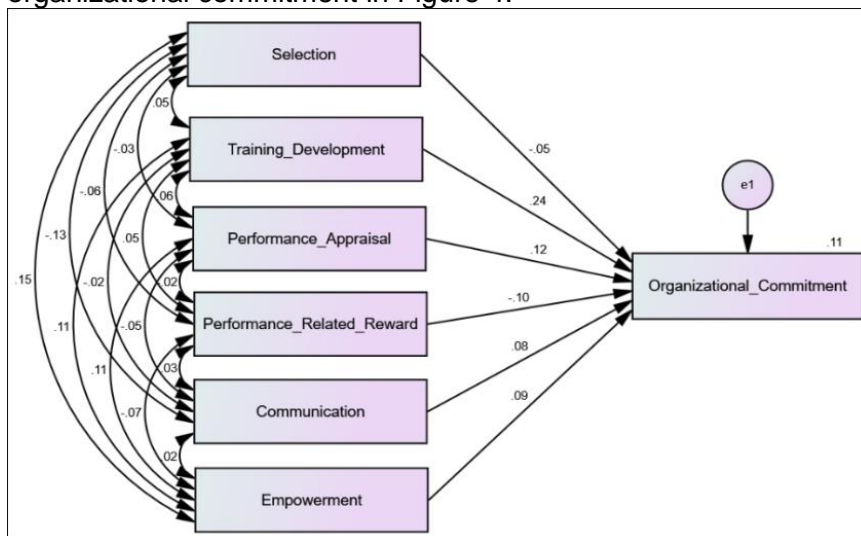 organizational commitment in Figure
Selection
.05
-.03
-.05
Training_Development
-.06
.06
.24
e1
-.13
.05
Performance_Appraisal
.12
.11
.15
-.02
.02
Organizational_Commitment
.11
-.05
Performance_Related_Reward
-.10
.11
.03
.08
-.07
Communication
.09
.02
Empowerment